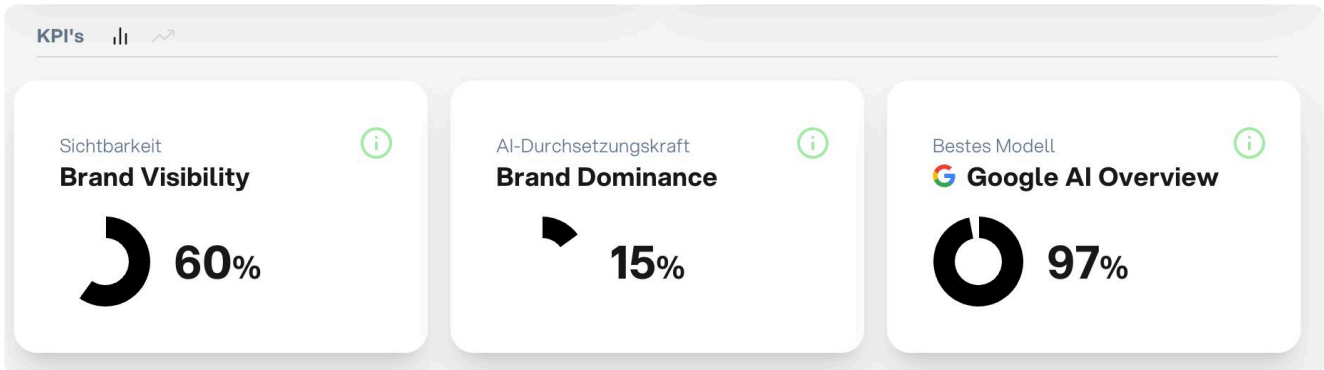 KPI's
Sichtbarkeit
Brand Visibility
60%
AI-Durchsetzungskraft
Brand Dominance
15%
Bestes Modell
Google AI Overview
97%